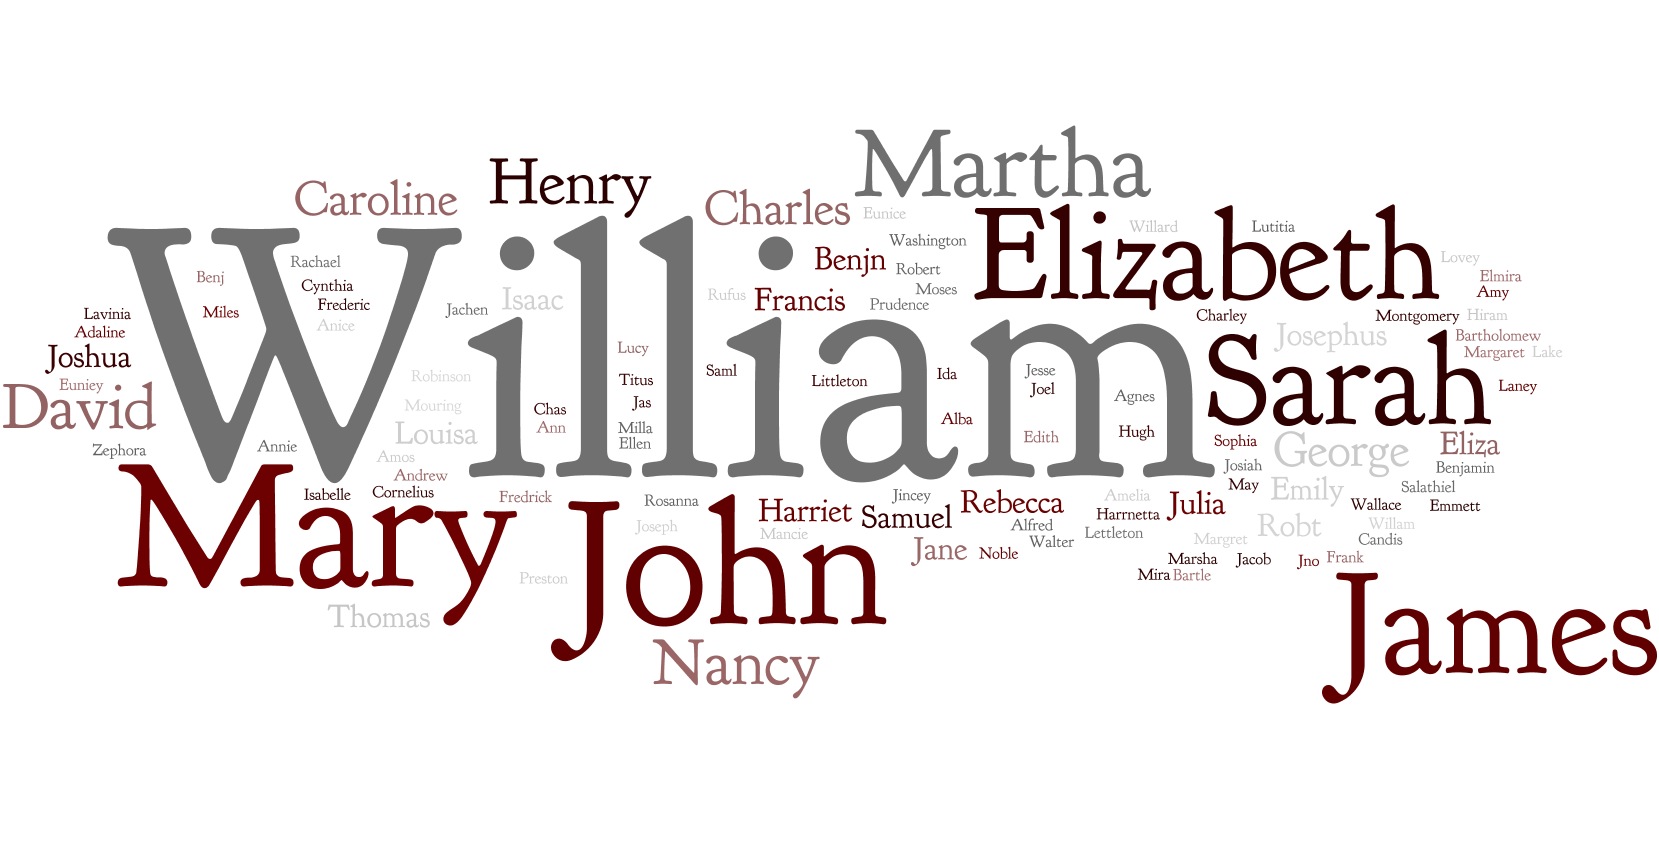 Martha
Henry
Caroline
Charles
Eunice
Elizabeth
Willard
Lutitia
William
Washington
Benjn
Robert
Rachael
Benj
Cynthia
Frederic
Anice
Miles
Jachen
Isaac
Rufus
Francis
Moses
Prudence
Lovey
Elmira
Amy
Charley
Montgomery
Hiram
Lavinia
Adaline
Joshua
Euniey
David
Josephus
Sarah
Bartholomew
Margaret
Lake
Laney
Lucy
Robinson
Titus
Jas
Saml
Littleton
Ida
Jesse
Joel
Agnes
Mouring
Chas
Ann
Milla
Ellen
Alba
Edith
Hugh
Louisa
Zephora
Annie
Amos
Andrew
Sophia
George
Eliza
Josiah
Benjamin
May
Emily
Salathiel
Mary
Isabelle
Cornelius
Fredrick
John
Rosanna
Joseph
Harriet
Mancie
Jincey
Samuel
Rebecca
Alfred
Walter
Amelia
Harrnetta
Lettleton
Julia
Wallace
Emmett
Robt
Willam
Candis
Jane
Noble
Margret
Marsha
Jacob
Jno
Frank
Mira
Bartle
Preston
Thomas
Nancy
James